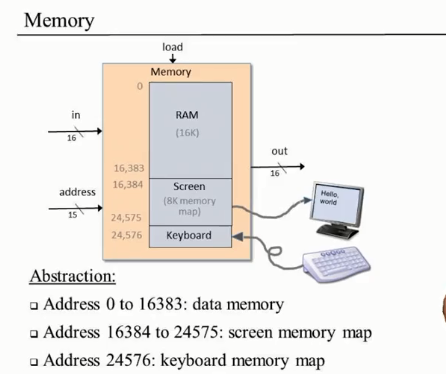 Memory
load
Memory
0
RAM
(16K)
in
16
16,383
16,384
out
16
Screen
(8K memory
map)
address
15
24,575
24,576
Keyboard
Hello,
world
Abstraction:
Address 0 to 16383: data memory
Address 16384 to 24575: screen memory map
Address 24576: keyboard memory map